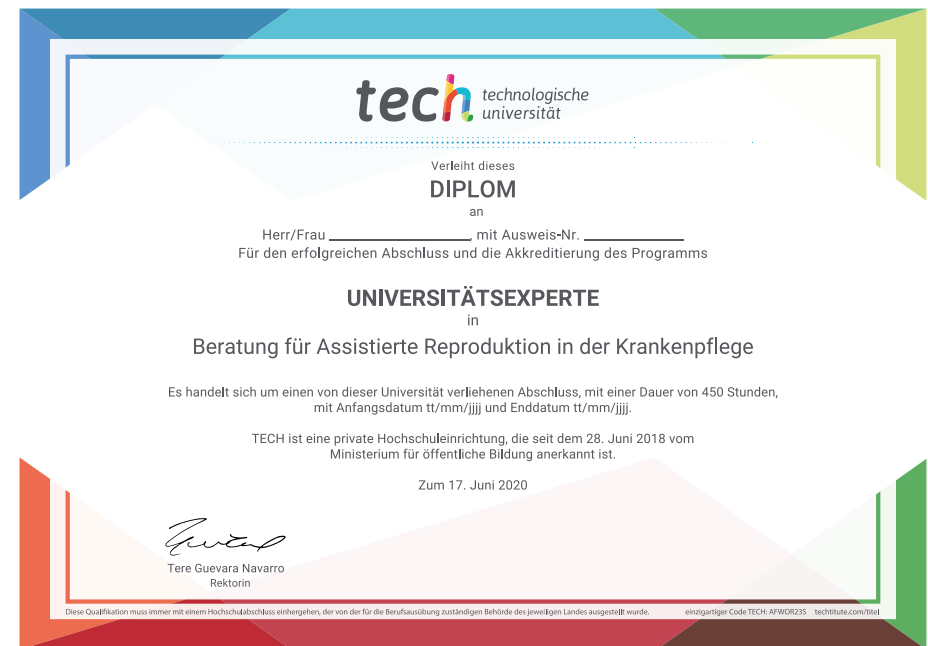 tech technologische
universität
Verleiht dieses
DIPLOM
an
Herr/Frau ____________, mit Ausweis-Nr. ____________
Für den erfolgreichen Abschluss und die Akkreditierung des Programms
UNIVERSITÄTSEXPERTE
in
Beratung für Assistierte Reproduktion in der Krankenpflege
Es handelt sich um einen von dieser Universität verliehenen Abschluss, mit einer Dauer von 450 Stunden,
mit Anfangsdatum tt/mm/jjjj und Enddatum tt/mm/jjjj.
TECH ist eine private Hochschuleinrichtung, die seit dem 28. Juni 2018 vom
Ministerium für öffentliche Bildung anerkannt ist.
Zum 17. Juni 2020
Tere Guevara Navarro
Rektorin
Diese Qualifikation muss immer mit einem Hochschulabschluss einhergehen, der von der für die Berufsausübung zuständigen Behörde des jeweiligen Landes ausgestellt wurde. einzigartiger Code TECH: AFWOR235 techtitute.com/titel